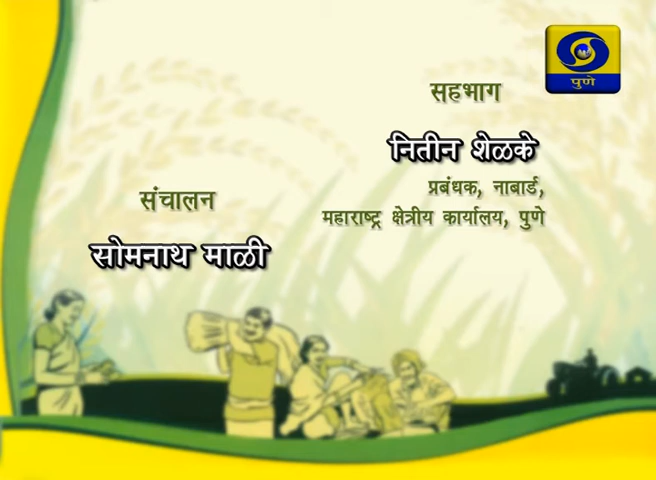 पुणे
सहभाग
नितीन शेळके
प्रबंधक, नाबार्ड,
महाराष्ट्र क्षेत्रीय कार्यालय, पुणे
संचालन
सोमनाथ माळी